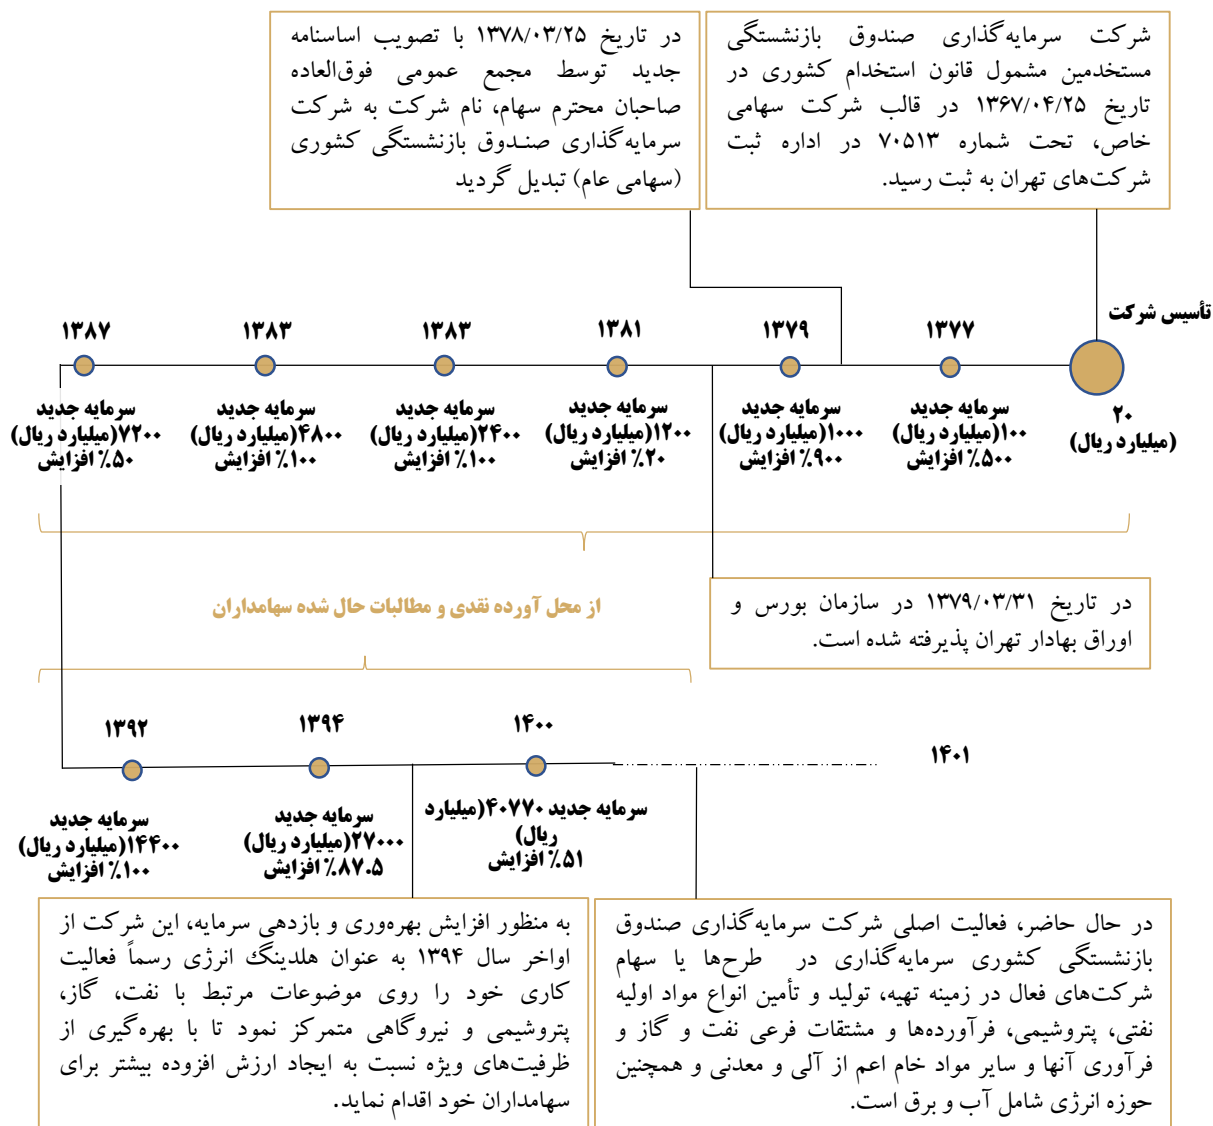 شرکت سرمایه‌گذاری صندوق بازنشستگی
مستخدمین مشمول قانون استخدام کشوری در
تاریخ ۱۳۶۷/۰۴/۲۵ در قالب شرکت سهامی
خاص، تحت شماره ۷۰۵۱۳ در اداره ثبت
شرکت‌های تهران به ثبت رسید.
در تاریخ ۱۳۷۸/۰۳/۲۵ با تصویب اساسنامه
جدید توسط مجمع عمومی فوق‌العاده
صاحبان محترم سهام، نام شرکت به شرکت
سرمایه‌گذاری صندوق بازنشستگی کشوری
(سهامی عام) تبدیل گردید
تأسیس شرکت
۲۰
(میلیارد ریال)
۱۳۷۷
سرمایه جدید
۱۰۰(میلیارد ریال)
۵۰۰٪ افزایش
۱۳۷۹
سرمایه جدید
۱۰۰۰(میلیارد ریال)
۹۰۰٪ افزایش
۱۳۸۱
سرمایه جدید
۱۲۰۰(میلیارد ریال)
۲۰٪ افزایش
۱۳۸۳
سرمایه جدید
۲۴۰۰(میلیارد ریال)
۱۰۰٪ افزایش
۱۳۸۳
سرمایه جدید
۴۸۰۰(میلیارد ریال)
۱۰۰٪ افزایش
۱۳۸۷
سرمایه جدید
۷۲۰۰(میلیارد ریال)
۵۰٪ افزایش
در تاریخ ۱۳۷۹/۰۳/۳۱ در سازمان بورس و
اوراق بهادار تهران پذیرفته شده است.
از محل آورده نقدی و مطالبات حال شده سهامداران
۱۳۹۲
سرمایه جدید
۱۴۴۰۰(میلیارد ریال)
۱۰۰٪ افزایش
۱۳۹۴
سرمایه جدید
۲۷۰۰۰(میلیارد ریال)
۸۷.۵٪ افزایش
۱۴۰۰
سرمایه جدید ۴۰۷۷۰(میلیارد
ریال)
۵۱٪ افزایش
۱۴۰۱
در حال حاضر، فعالیت اصلی شرکت سرمایه‌گذاری صندوق
بازنشستگی کشوری سرمایه‌گذاری در طرح‌ها یا سهام
شرکت‌های فعال در زمینه تهیه، تولید و تأمین انواع مواد اولیه
نفتی، پتروشیمی، فرآورده‌ها و مشتقات فرعی نفت و گاز و
فرآوری آنها و سایر مواد خام اعم از آلی و معدنی و همچنین
حوزه انرژی شامل آب و برق است.
به منظور افزایش بهره‌وری و بازدهی سرمایه، این شرکت از
اواخر سال ۱۳۹۴ به عنوان هلدینگ انرژی رسماً فعالیت
کاری خود را روی موضوعات مرتبط با نفت، گاز،
پتروشیمی و نیروگاهی متمرکز نمود تا با بهره‌گیری از
ظرفیت‌های ویژه نسبت به ایجاد ارزش افزوده بیشتر برای
سهامداران خود اقدام نماید.